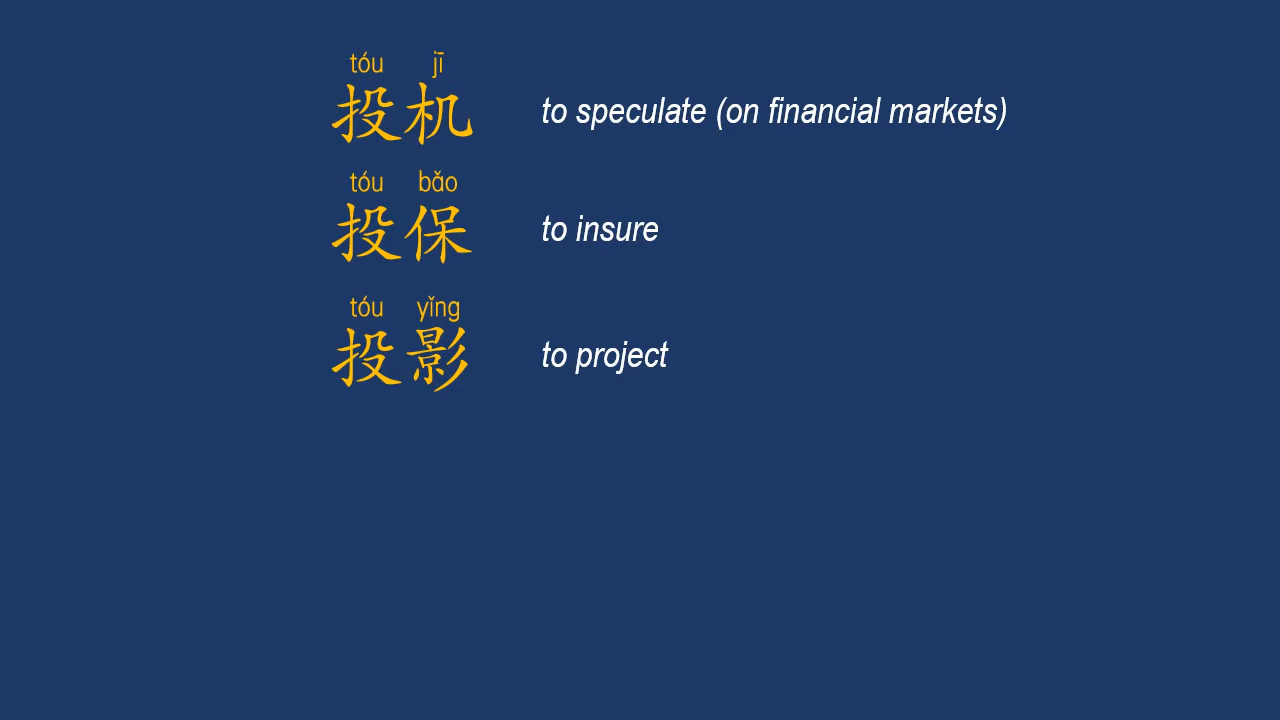 tóu jī
投机 to speculate (on financial markets)
tóu bǎo
投保 to insure
tóu yǐng
投影 to project